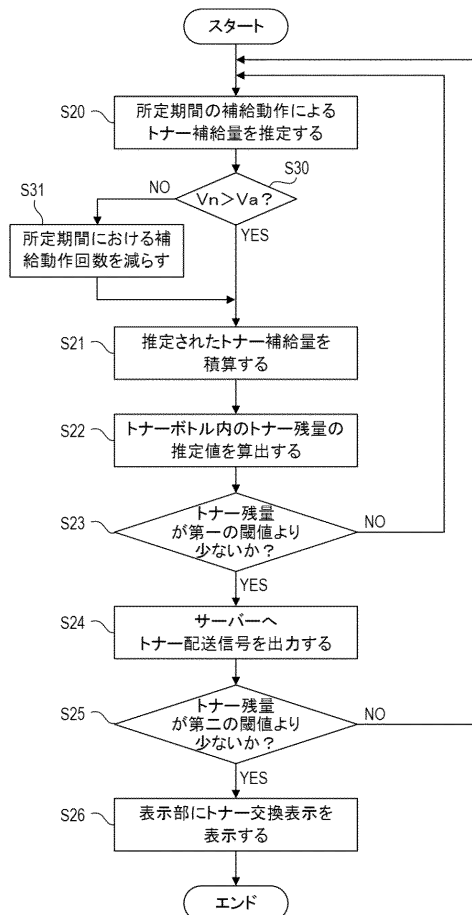 スタート
S20
所定期間の補給動作による
トナー補給量を推定する
S30
Vn>Va?
NO
YES
S31
所定期間における補
給動作回数を減らす
S21
推定されたトナー補給量を
積算する
S22
トナーボトル内のトナー残量の
推定値を算出する
S23
トナー残量
が第一の閾値より
少ないか?
NO
YES
S24
サーバーへ
トナー配送信号を出力する
S25
トナー残量
が第二の閾値より
少ないか?
NO
YES
S26
表示部にトナー交換表示を
表示する
エンド